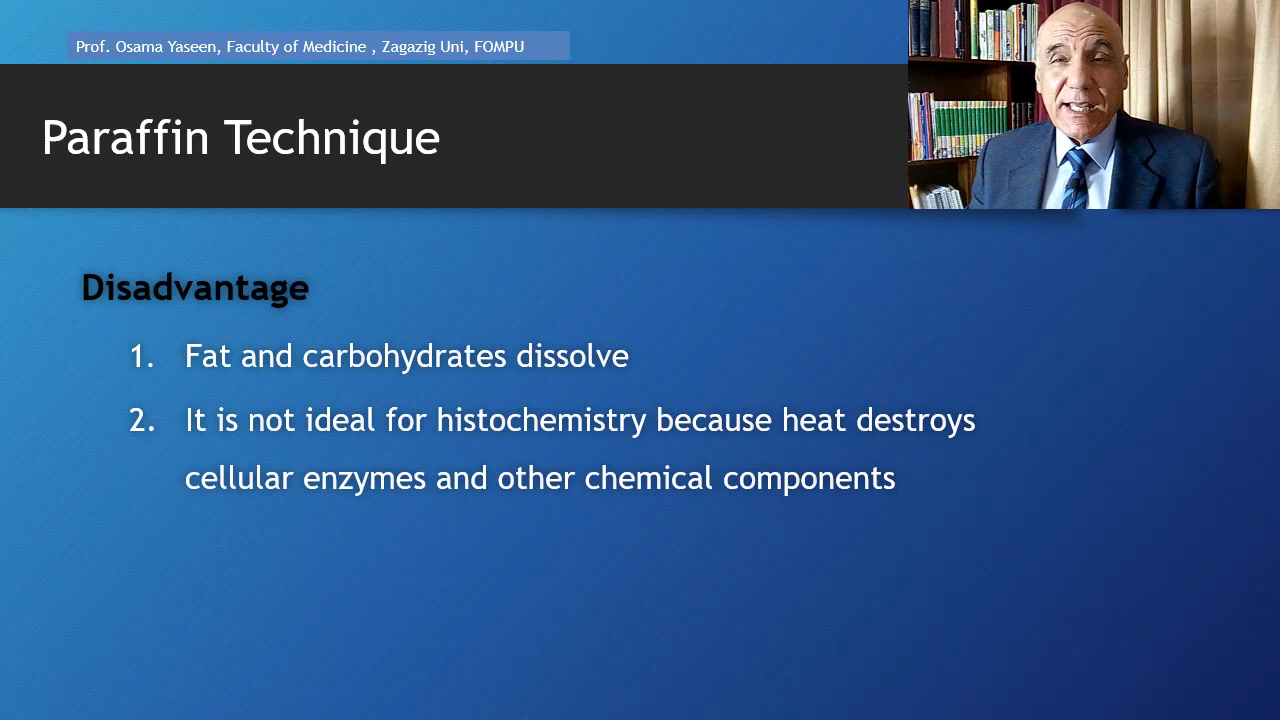 Prof. Osama Yaseen, Faculty of Medicine , Zagazig Uni, FOMPU
Paraffin Technique
Disadvantage
1. Fat and carbohydrates dissolve
2. It is not ideal for histochemistry because heat destroys
cellular enzymes and other chemical components